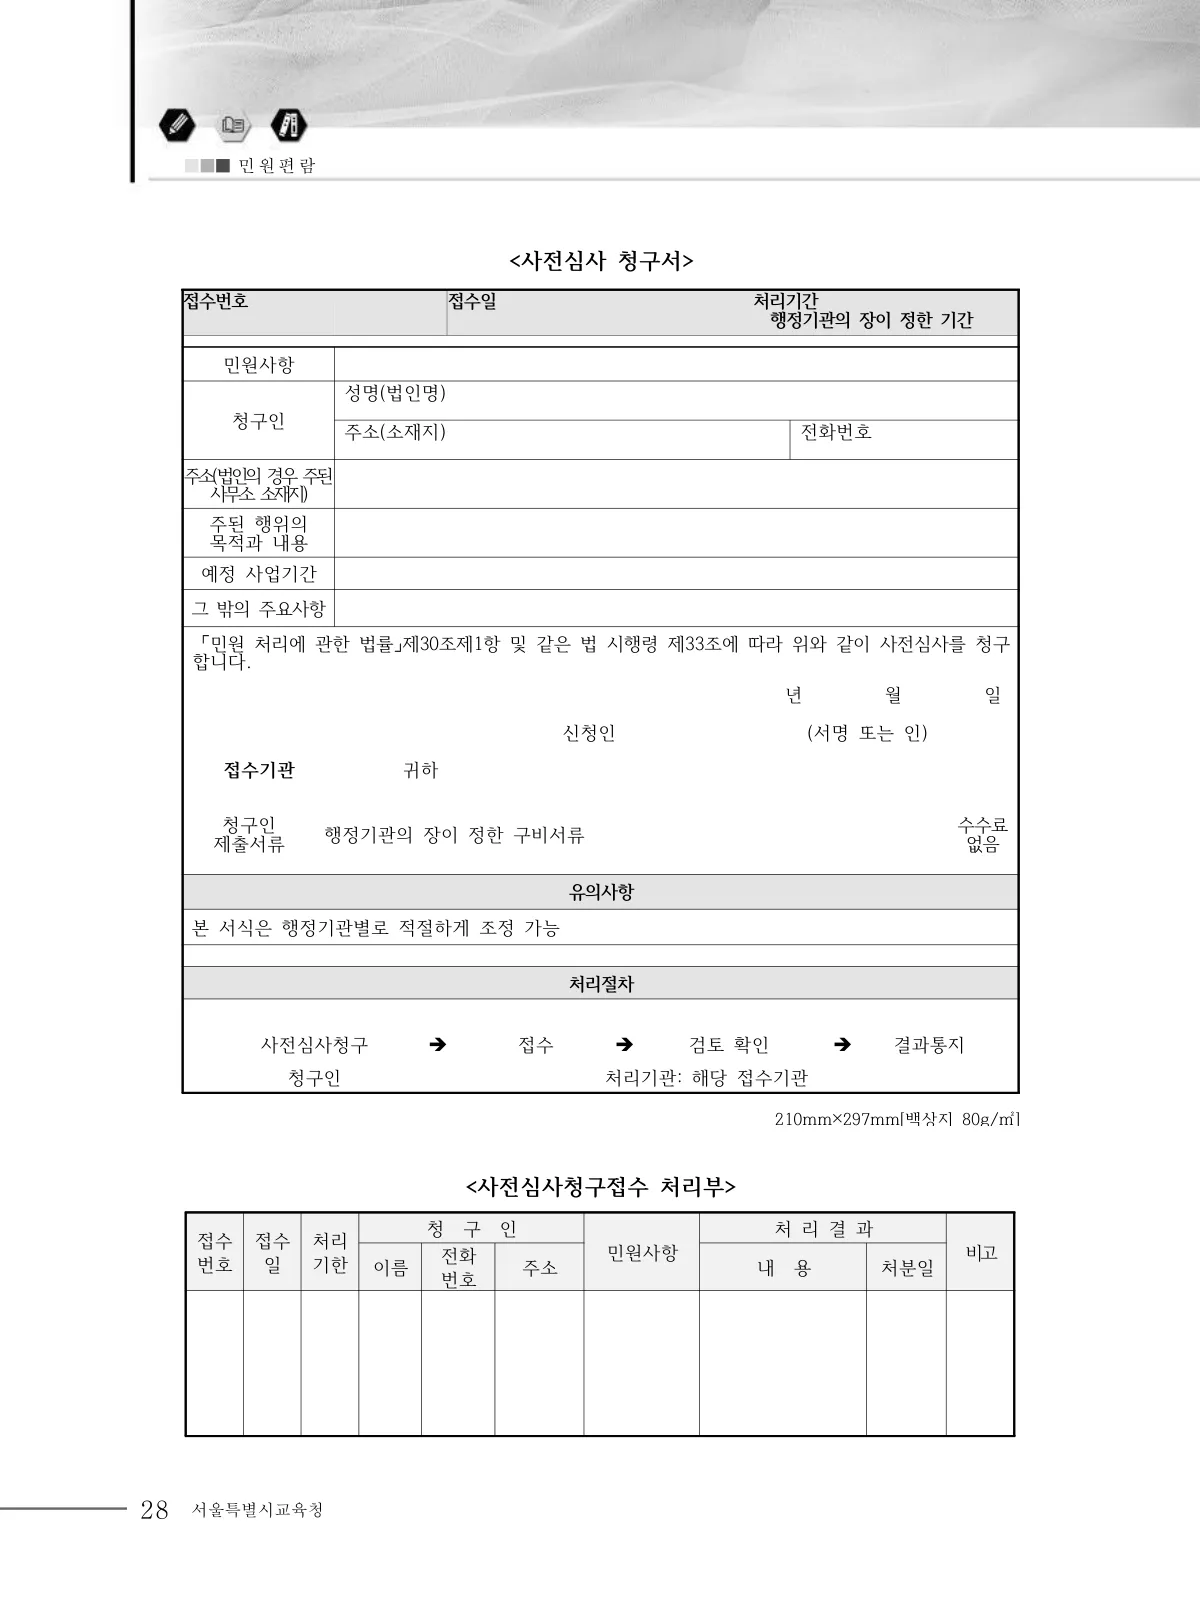 민원편람
<사전심사 청구서>
접수번호 접수일 처리기간
행정기관의 장이 정한 기간
민원사항
청구인
성명(법인명)
주소(소재지) 전화번호
주소(법인의 경우 주된
사무소 소재지)
주된 행위의
목적과 내용
예정 사업기간
그 밖의 주요사항
「민원 처리에 관한 법률」제30조제1항 및 같은 법 시행령 제33조에 따라 위와 같이 사전심사를 청구
합니다.
년 월 일
신청인 (서명 또는 인)
접수기관 귀하
청구인
제출서류
행정기관의 장이 정한 구비서류
수수료
없음
유의사항
본 서식은 행정기관별로 적절하게 조정 가능
처리절차
사전심사청구 ➔ 접수 ➔ 검토 확인 ➔ 결과통지
청구인 처리기관: 해당 접수기관
210mm×297mm[백상지 80g/㎡]
<사전심사청구접수 처리부>
접수
번호
접수
일
처리
기한
청 구 인
이름
전화
번호
주소
민원사항
처 리 결 과
내 용
처분일
비고
28 서울특별시교육청